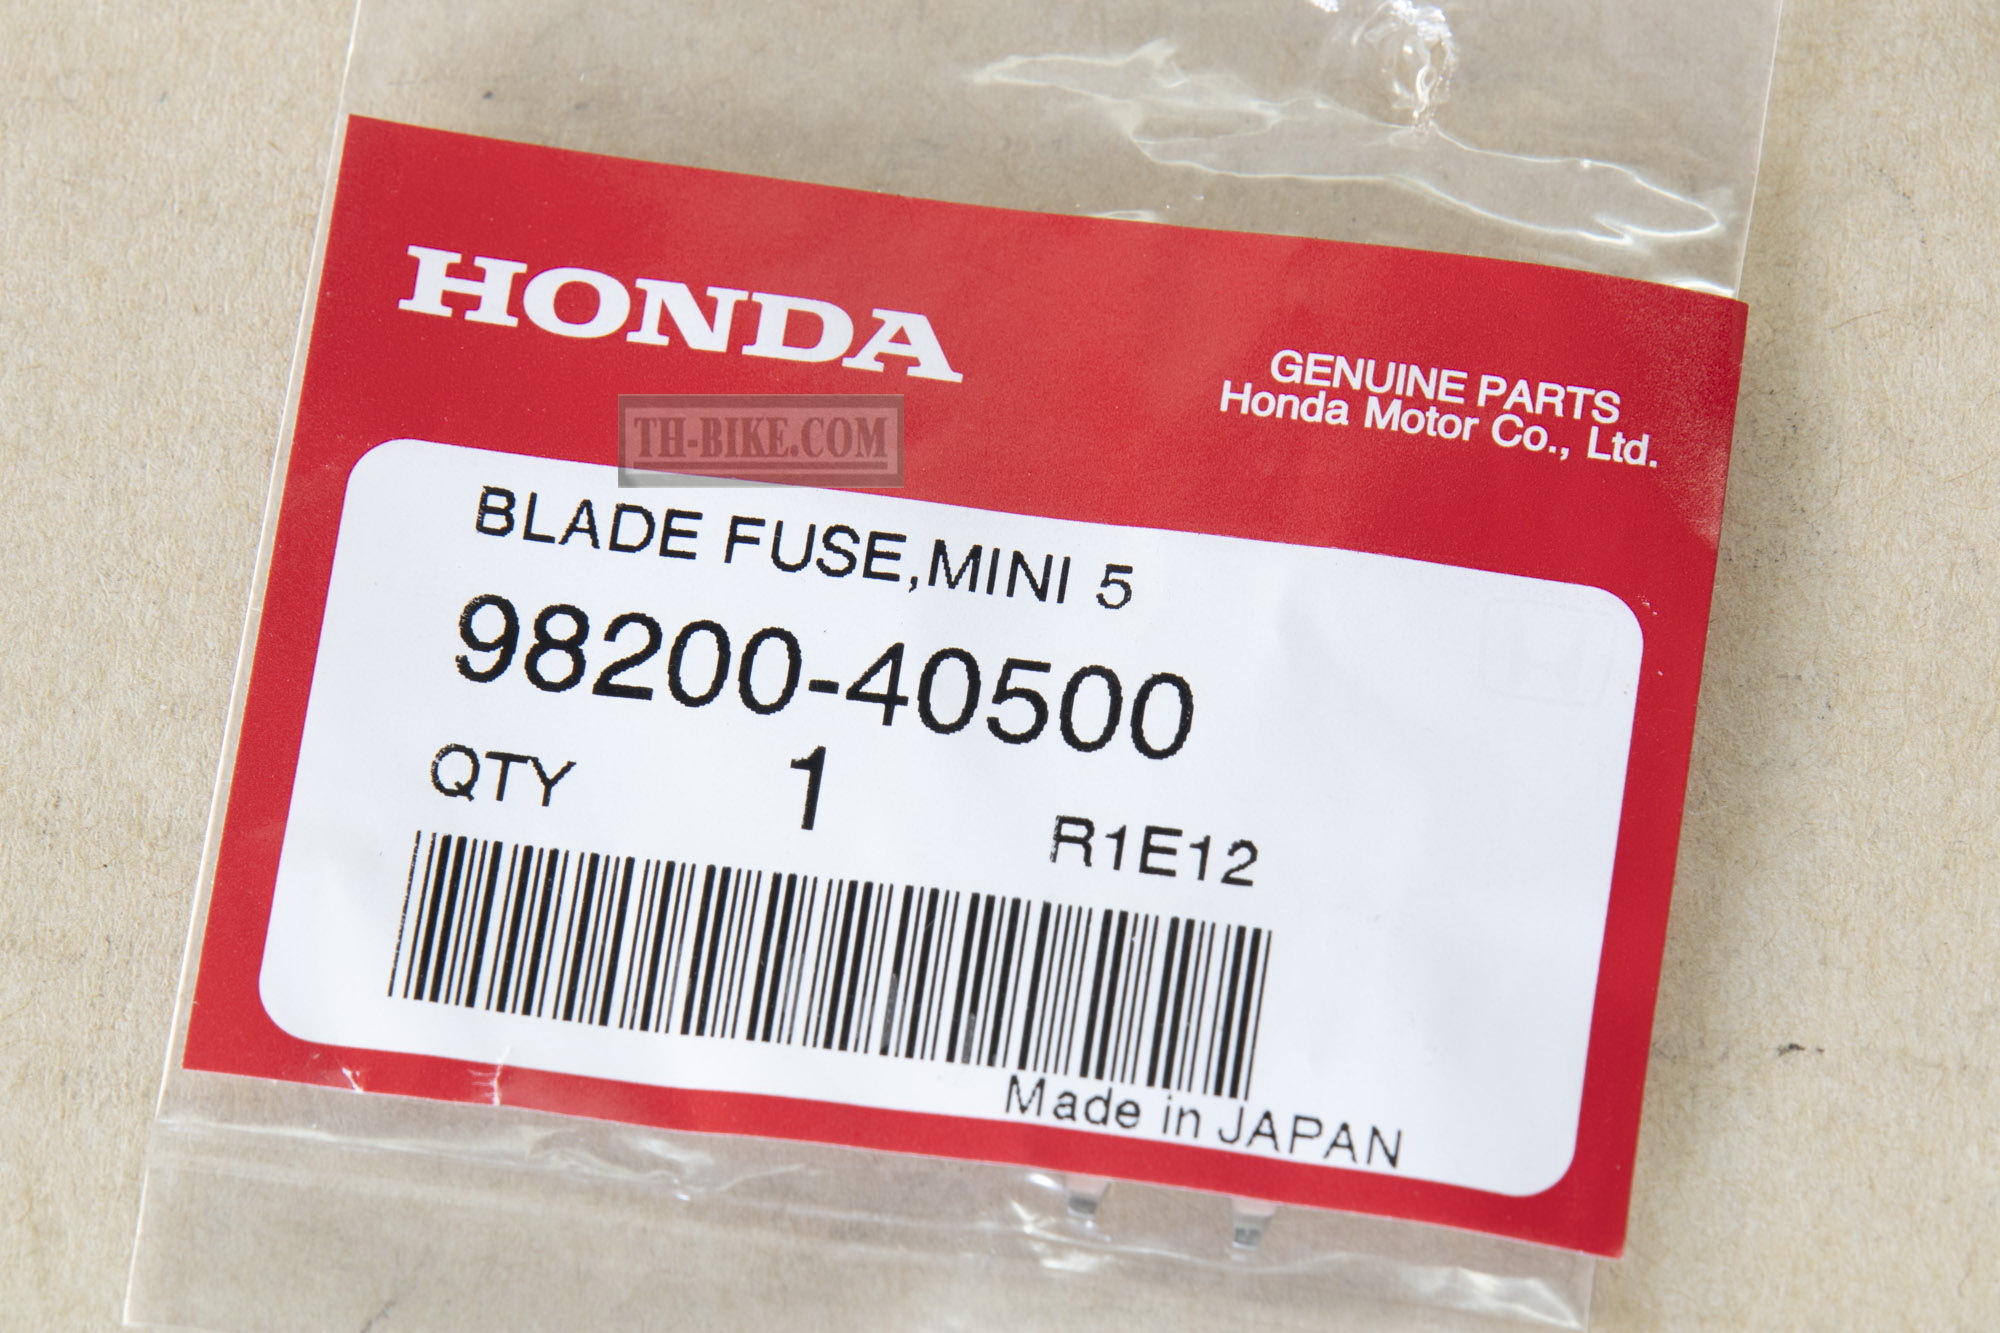 HONDA
GENUINE PARTS
Honda Motor Co., Ltd.
TH-BIKE.COM
BLADE FUSE,MINI 5
98200-40500
QTY 1
R1E12
Made in JAPAN